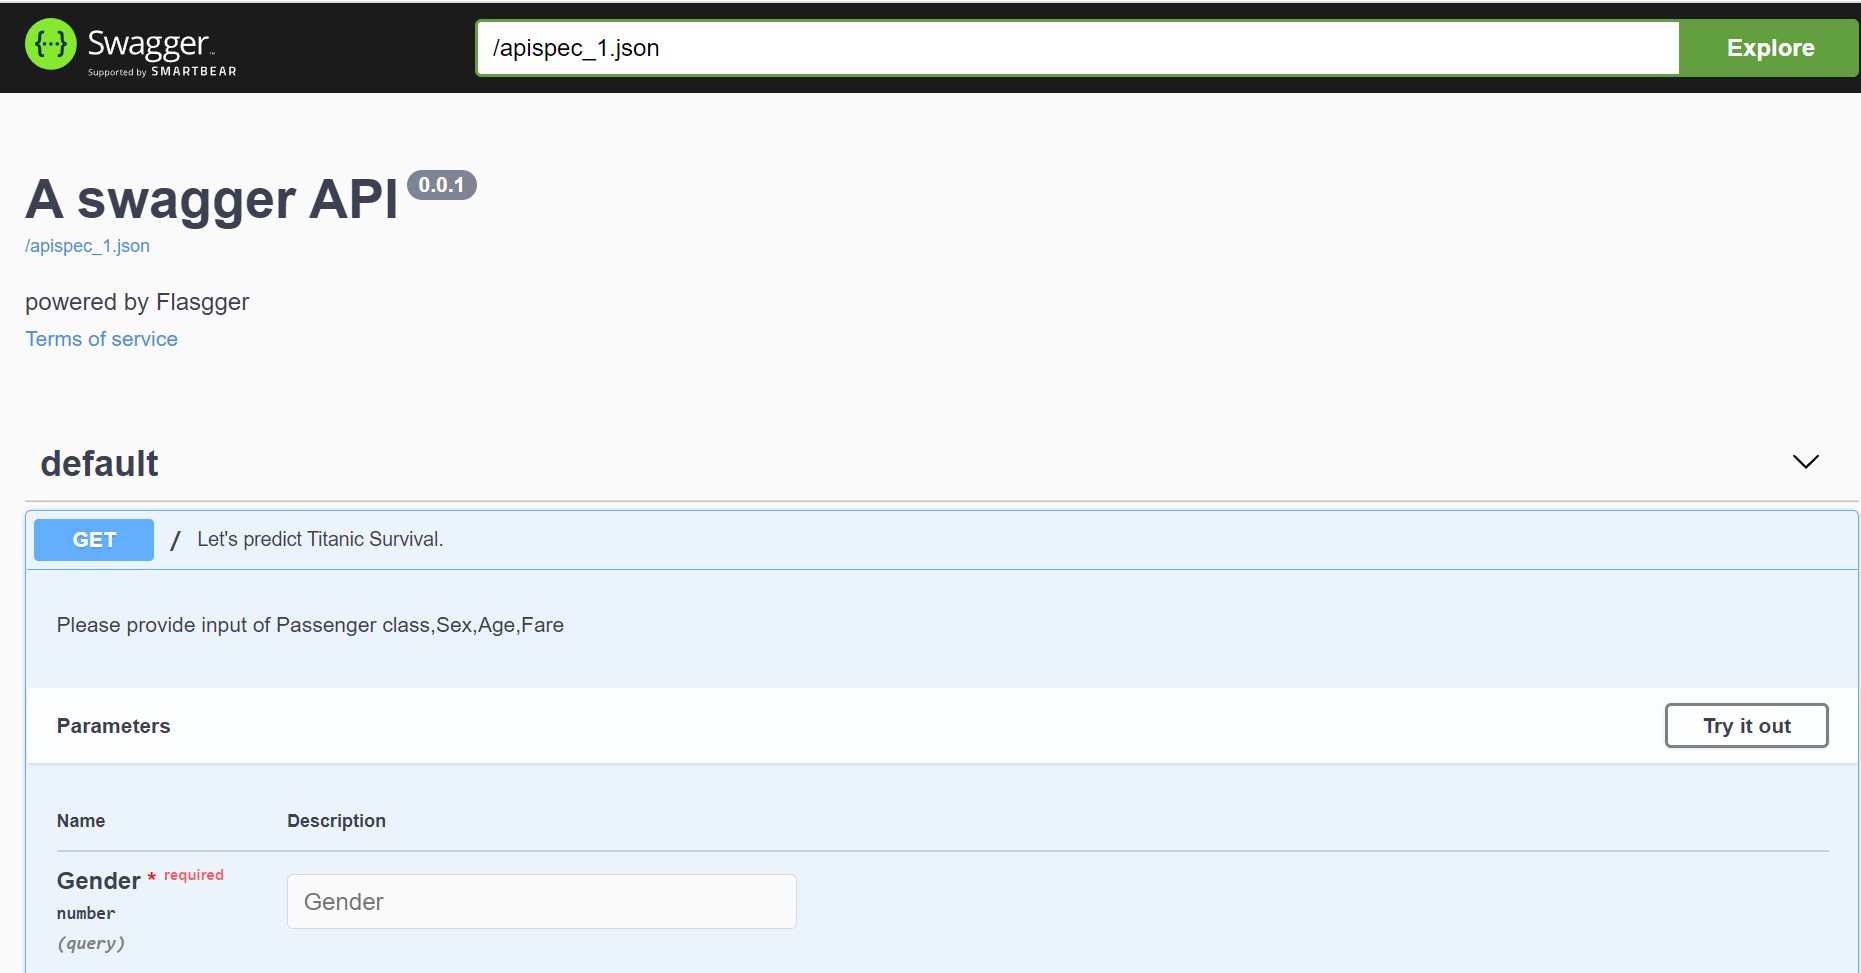 Swagger™
Supported by SMARTBEAR
/apispec_1.json
Explore
A swagger API 0.0.1
/apispec_1.json
powered by Flasgger
Terms of service
default
GET / Let's predict Titanic Survival.
Please provide input of Passenger class,Sex,Age,Fare
Parameters
Try it out
Name Description
Gender * required
number
(query)
Gender